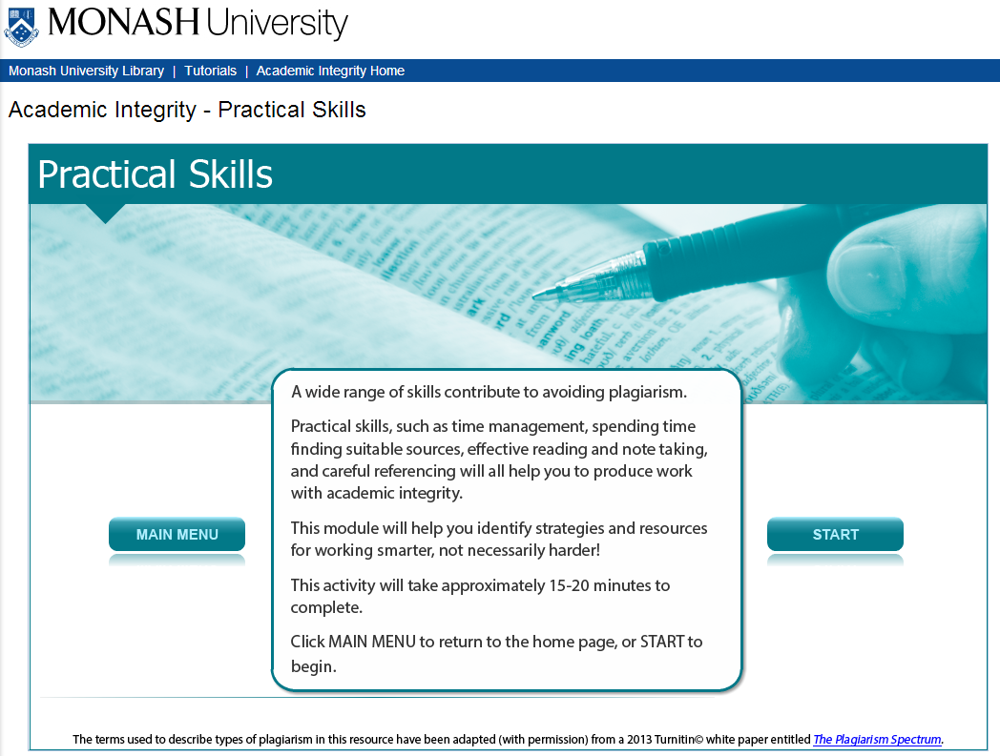 MONASH University
Monash University Library | Tutorials | Academic Integrity Home
Academic Integrity - Practical Skills
Practical Skills
A wide range of skills contribute to avoiding plagiarism.
Practical skills, such as time management, spending time
finding suitable sources, effective reading and note taking,
and careful referencing will all help you to produce work
with academic integrity.
This module will help you identify strategies and resources
for working smarter, not necessarily harder!
This activity will take approximately 15-20 minutes to
complete.
Click MAIN MENU to return to the home page, or START to
begin.
MAIN MENU
START
The terms used to describe types of plagiarism in this resource have been adapted (with permission) from a 2013 Turnitin© white paper entitled The Plagiarism Spectrum.